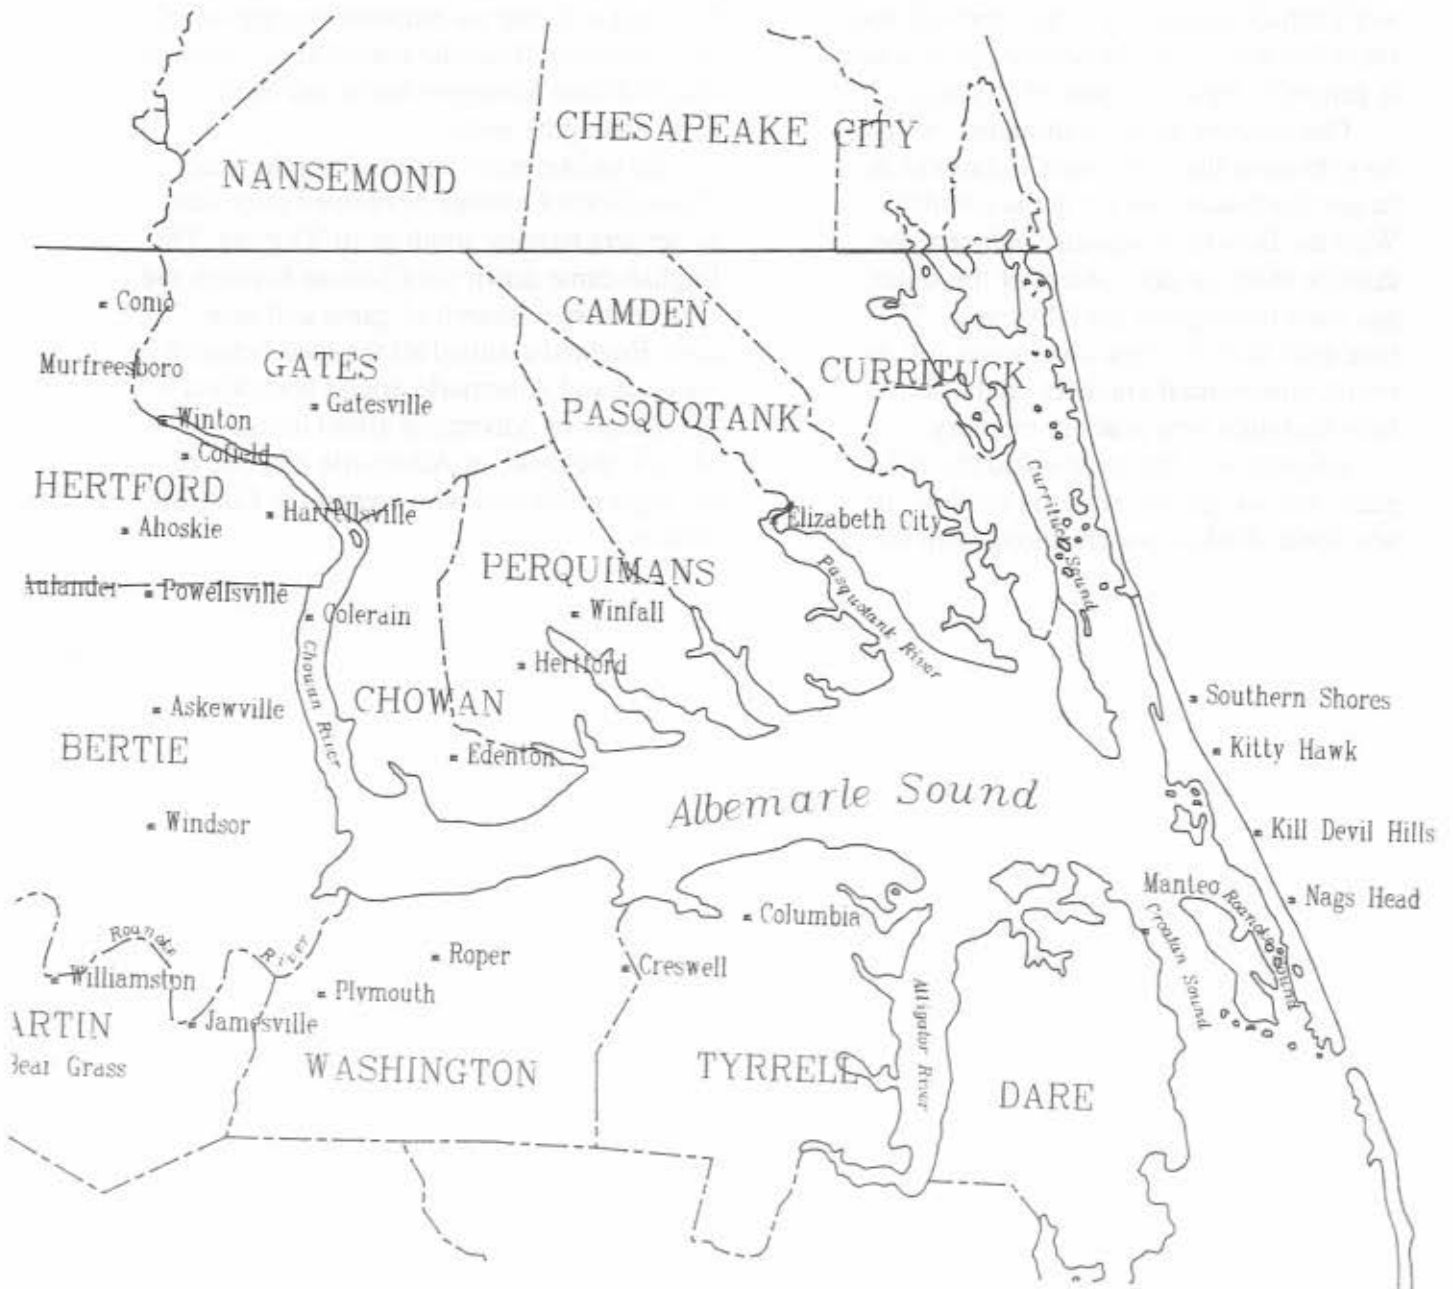 CHESAPEAKE CITY
NANSEMOND
Como
CAMDEN
Murfreesboro
GATES
CURRITUCK
Gatesville
Winton
PASQUOTANK
Cofield
HERTFORD
Currituck Sound
Harrellsville
Elizabeth City
Ahoskie
PERQUIMANS
Aulander
Powellsville
Pasquotank River
Colerain
Winfall
Chowan River
Hertford
CHOWAN
Southern Shores
Askewville
BERTIE
Edenton
Kitty Hawk
Albemarle Sound
Windsor
Kill Devil Hills
Manteo
Roanoke Sound
Nags Head
Columbia
Croatan Sound
Roanoke River
Roper
Creswell
Williamston
Plymouth
Alligator River
ARTIN
Jamesville
Bear Grass
WASHINGTON
TYRRELL
DARE